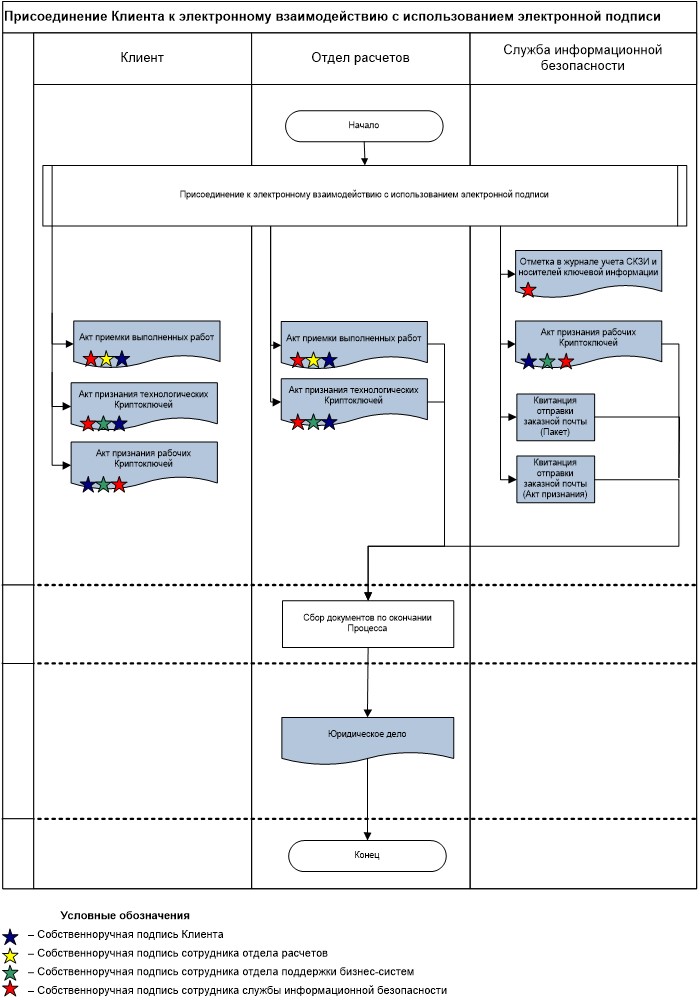 Присоединение Клиента к электронному взаимодействию с использованием электронной подписи
Клиент
Отдел расчетов
Служба информационной
безопасности
Начало
Присоединение к электронному взаимодействию с использованием электронной подписи
Отметка в журнале учета СКЗИ и
носителей ключевой информации
Акт приемки выполненных работ
Акт приемки выполненных работ
Акт признания рабочих
Криптоключей
Акт признания технологических
Криптоключей
Акт признания технологических
Криптоключей
Квитанция
отправки
заказной почты
(Пакет)
Акт признания рабочих
Криптоключей
Квитанция
отправки
заказной почты
(Акт признания)
Сбор документов по окончании
Процесса
Юридическое дело
Конец
Условные обозначения
– Собственноручная подпись Клиента
– Собственноручная подпись сотрудника отдела расчетов
– Собственноручная подпись сотрудника отдела поддержки бизнес-систем
– Собственноручная подпись сотрудника службы информационной безопасности